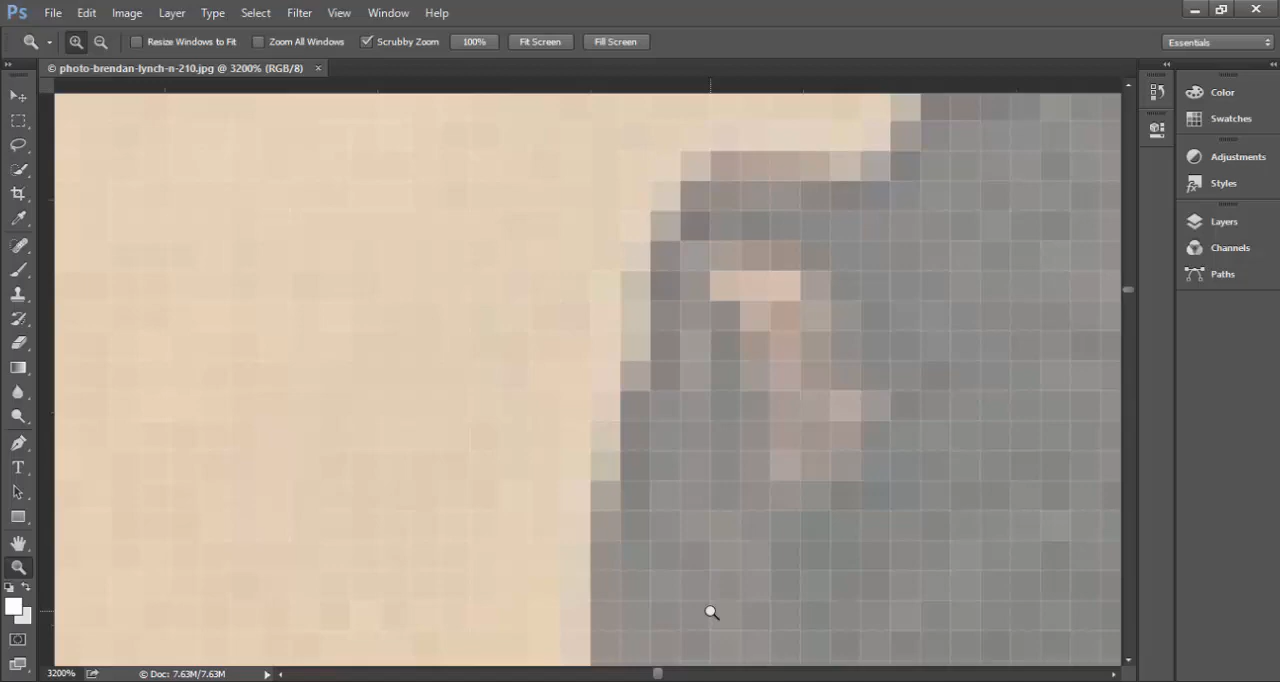 Ps File Edit Image Layer Type Select Filter View Window Help
Resize Windows to Fit Zoom All Windows Scrubby Zoom 100% Fit Screen Fill Screen Essentials
© photo-brendan-lynch-n-210.jpg @ 3200% (RGB/8) ×
Color
Swatches
Adjustments
Styles
Layers
Channels
Paths
T
3200% © Doc: 7.63M/7.63M